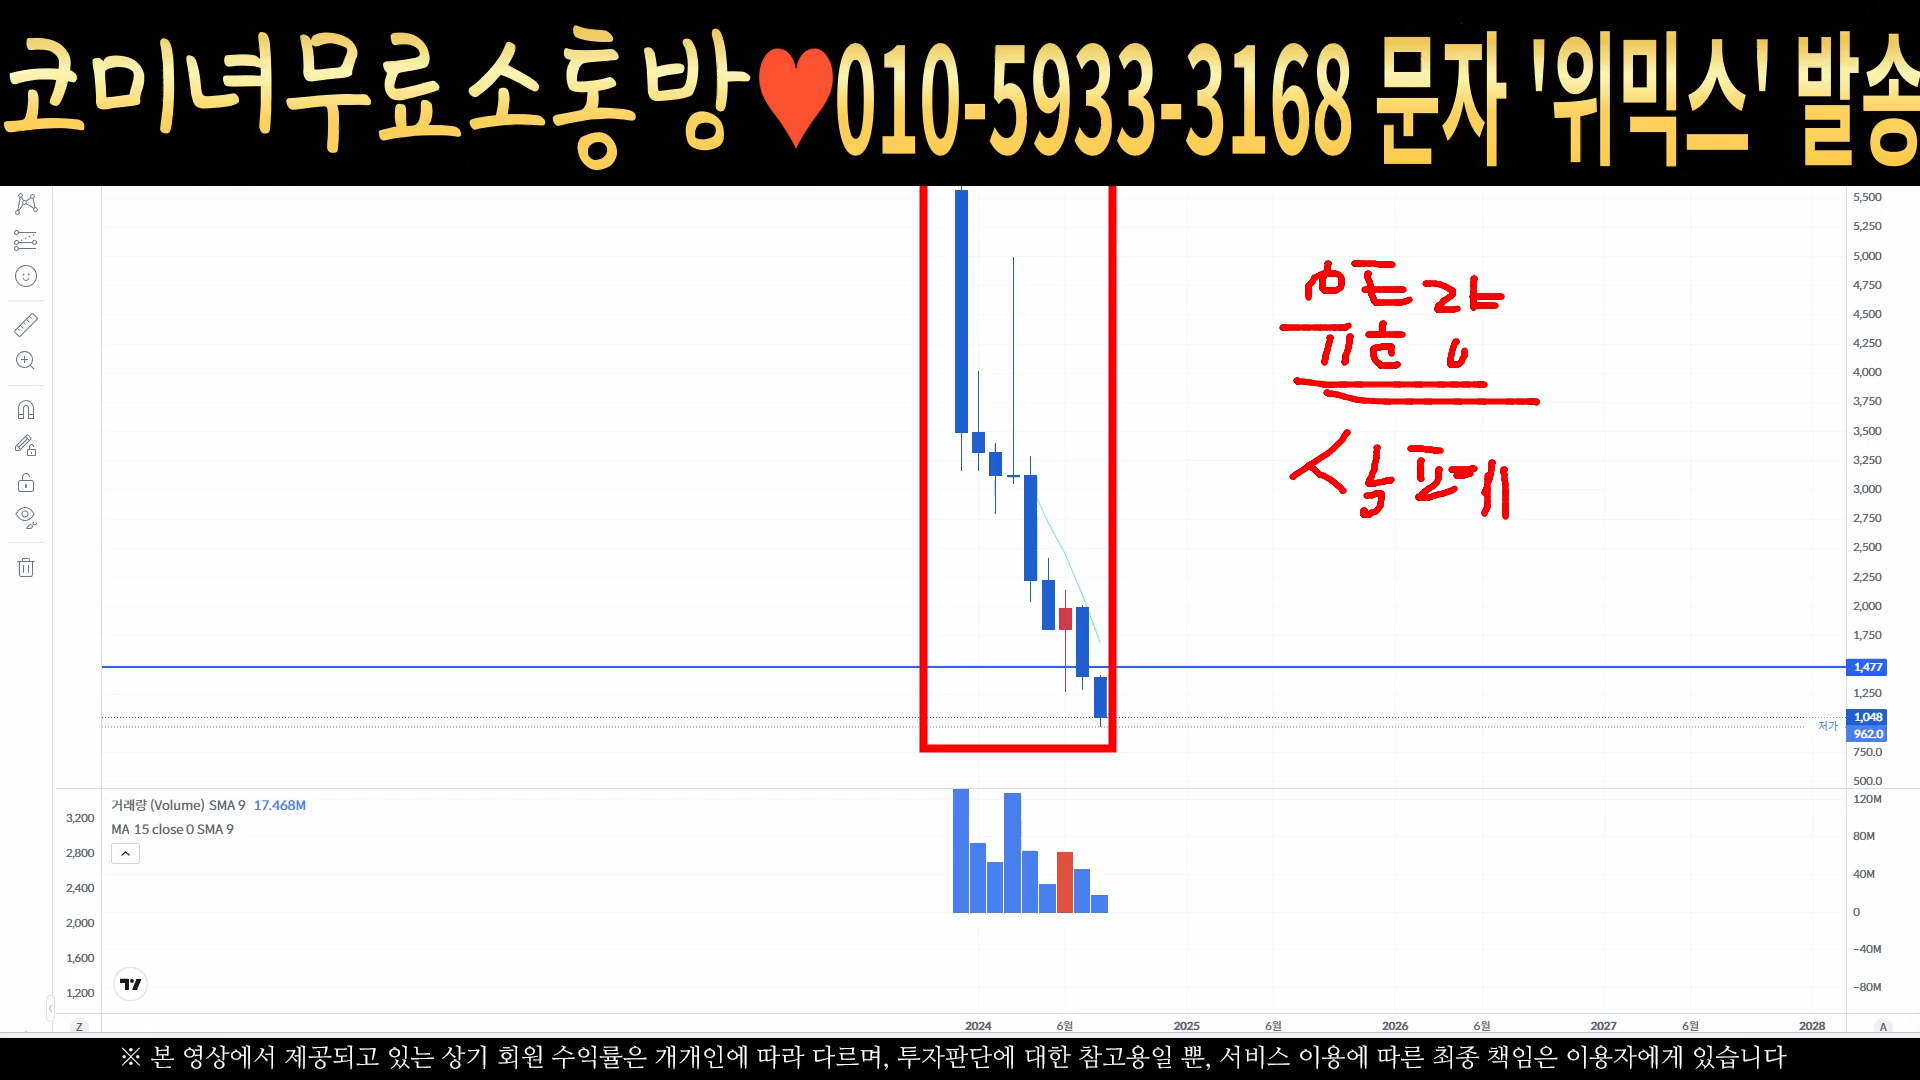 코미녀무료소통방♥010-5933-3168 문자 '위믹스' 발송
5,500
5,250
5,000
4,750
4,500
4,250
4,000
3,750
3,500
3,250
3,000
2,750
2,500
2,250
2,000
1,750
1,477
1,250
1,048
저가 962.0
750.0
500.0
유통량
상폐
거래량 (Volume) SMA 9 17.468M
MA 15 close 0 SMA 9
3,200
2,800
2,400
2,000
1,600
1,200
120M
80M
40M
0
−40M
−80M
Z 2024 6월 2025 6월 2026 6월 2027 6월 2028 A
※ 본 영상에서 제공되고 있는 상기 회원 수익률은 개개인에 따라 다르며, 투자판단에 대한 참고용일 뿐, 서비스 이용에 따른 최종 책임은 이용자에게 있습니다